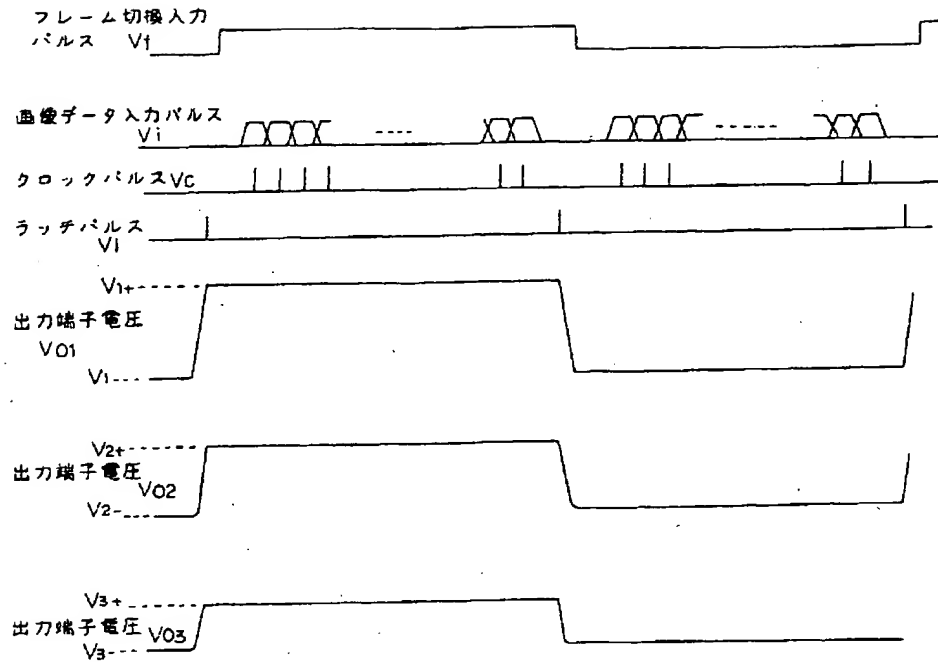 フレーム切換入力
パルス Vf
画像データ入力パルス
Vi
クロックパルスVC
ラッチパルス
Vl
V1+
出力端子電圧
VO1
V1-
V2+
出力端子電圧
VO2
V2-
V3+
出力端子電圧 VO3
V3-